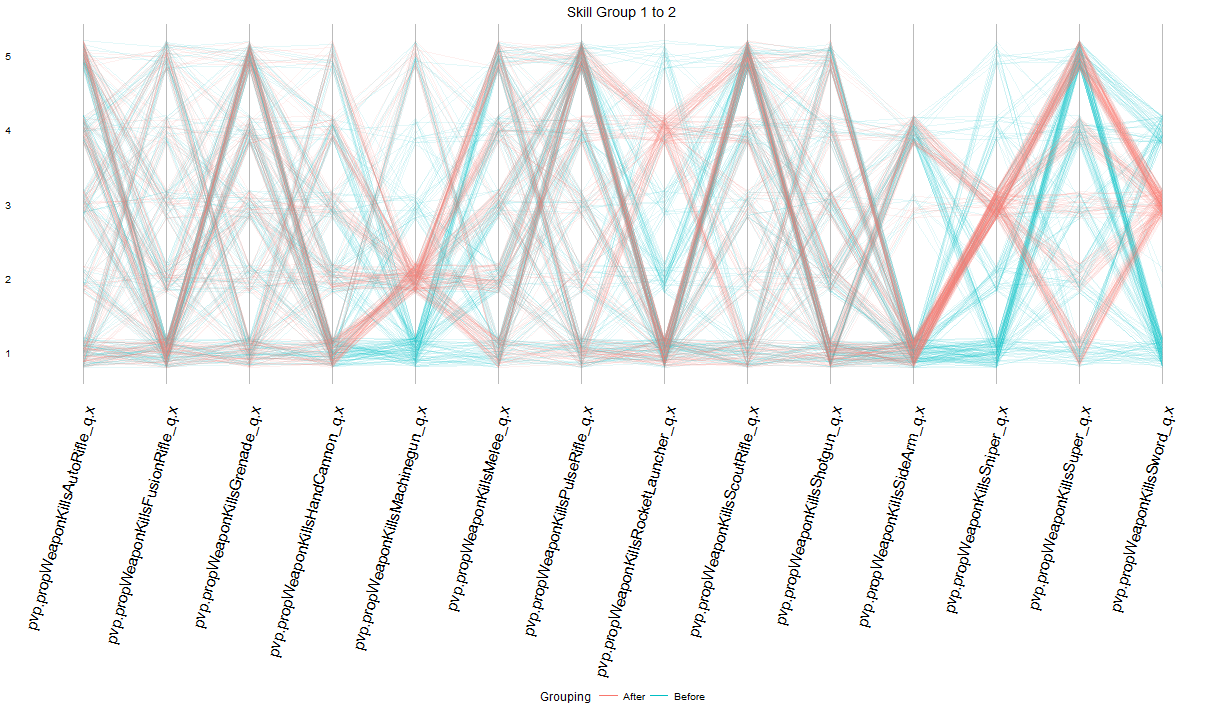 Skill Group 1 to 2
5
4
3
2
1
pvp.propWeaponKillsAutoRifle_q.x
pvp.propWeaponKillsFusionRifle_q.x
pvp.propWeaponKillsGrenade_q.x
pvp.propWeaponKillsHandCannon_q.x
pvp.propWeaponKillsMachinegun_q.x
pvp.propWeaponKillsMelee_q.x
pvp.propWeaponKillsPulseRifle_q.x
pvp.propWeaponKillsRocketLauncher_q.x
pvp.propWeaponKillsScoutRifle_q.x
pvp.propWeaponKillsShotgun_q.x
pvp.propWeaponKillsSideArm_q.x
pvp.propWeaponKillsSniper_q.x
pvp.propWeaponKillsSuper_q.x
pvp.propWeaponKillsSword_q.x
Grouping After Before